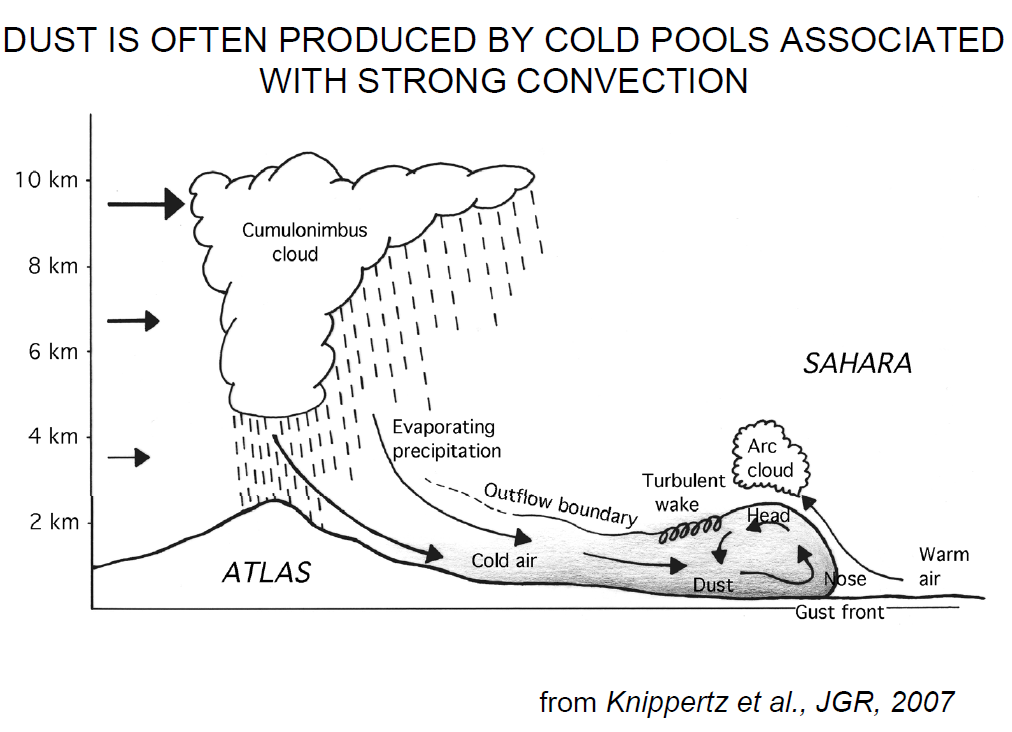 DUST IS OFTEN PRODUCED BY COLD POOLS ASSOCIATED
WITH STRONG CONVECTION
10 km
8 km
6 km
4 km
2 km
Cumulonimbus
cloud
SAHARA
Evaporating
precipitation
Arc
cloud
Turbulent
wake
Outflow boundary
Head
Cold air
Dust
Nose
Warm
air
ATLAS
Gust front
from Knippertz et al., JGR, 2007